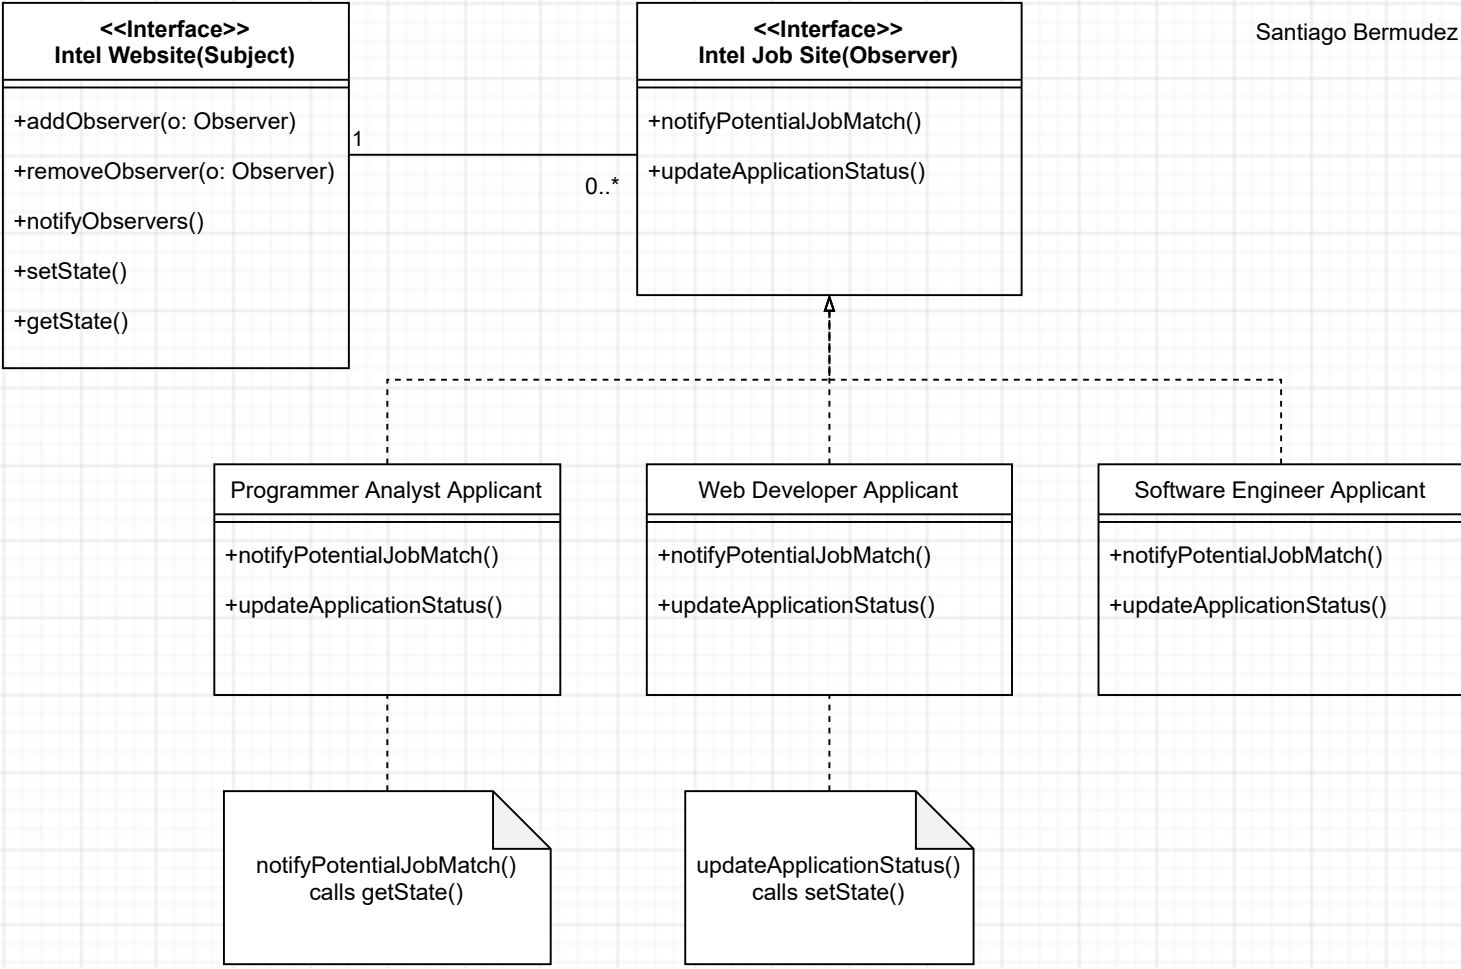 <<Interface>>
Intel Website(Subject)
+addObserver(o: Observer)
+removeObserver(o: Observer)
+notifyObservers()
+setState()
+getState()
1
0..*
<<Interface>>
Intel Job Site(Observer)
+notifyPotentialJobMatch()
+updateApplicationStatus()
Santiago Bermudez
Programmer Analyst Applicant
+notifyPotentialJobMatch()
+updateApplicationStatus()
Web Developer Applicant
+notifyPotentialJobMatch()
+updateApplicationStatus()
Software Engineer Applicant
+notifyPotentialJobMatch()
+updateApplicationStatus()
notifyPotentialJobMatch()
calls getState()
updateApplicationStatus()
calls setState()